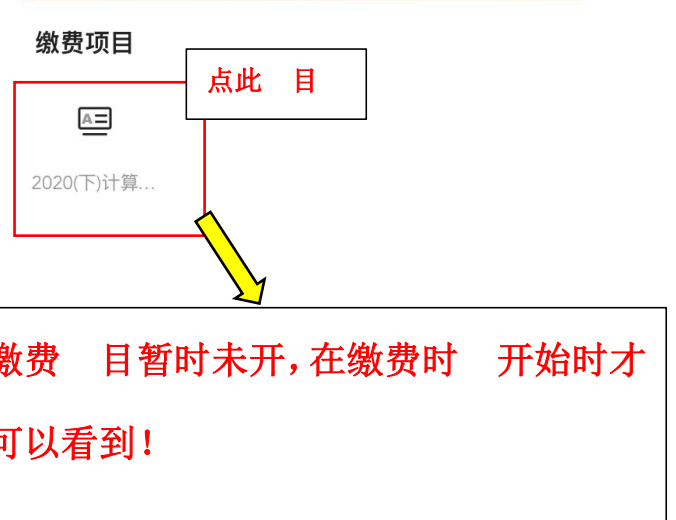 缴费项目
点此 目
A
2020(下)计算...
缴费 目暂时未开,在缴费时 开始时才
可以看到!